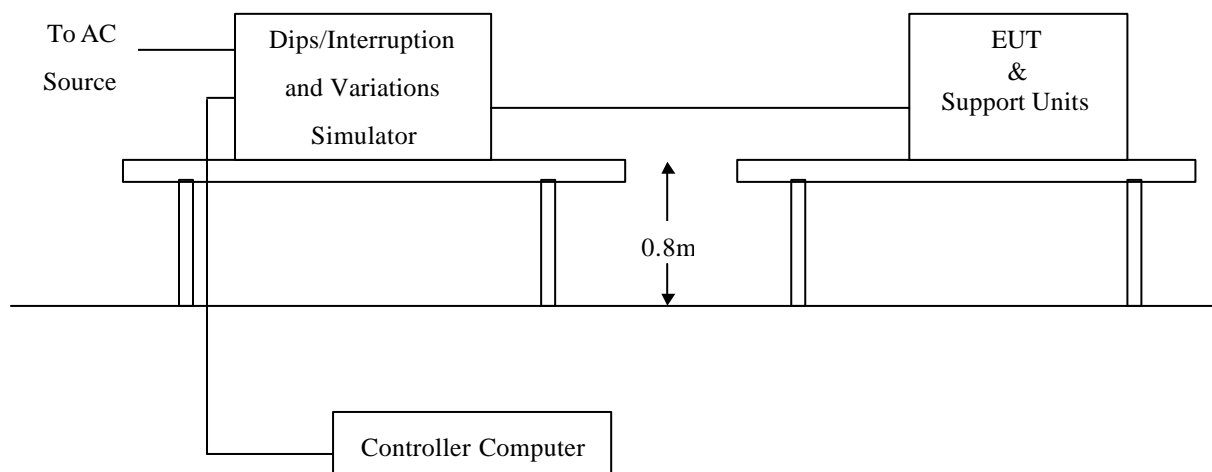 To AC
Source
Dips/Interruption
and Variations
Simulator
EUT
&
Support Units
0.8m
Controller Computer